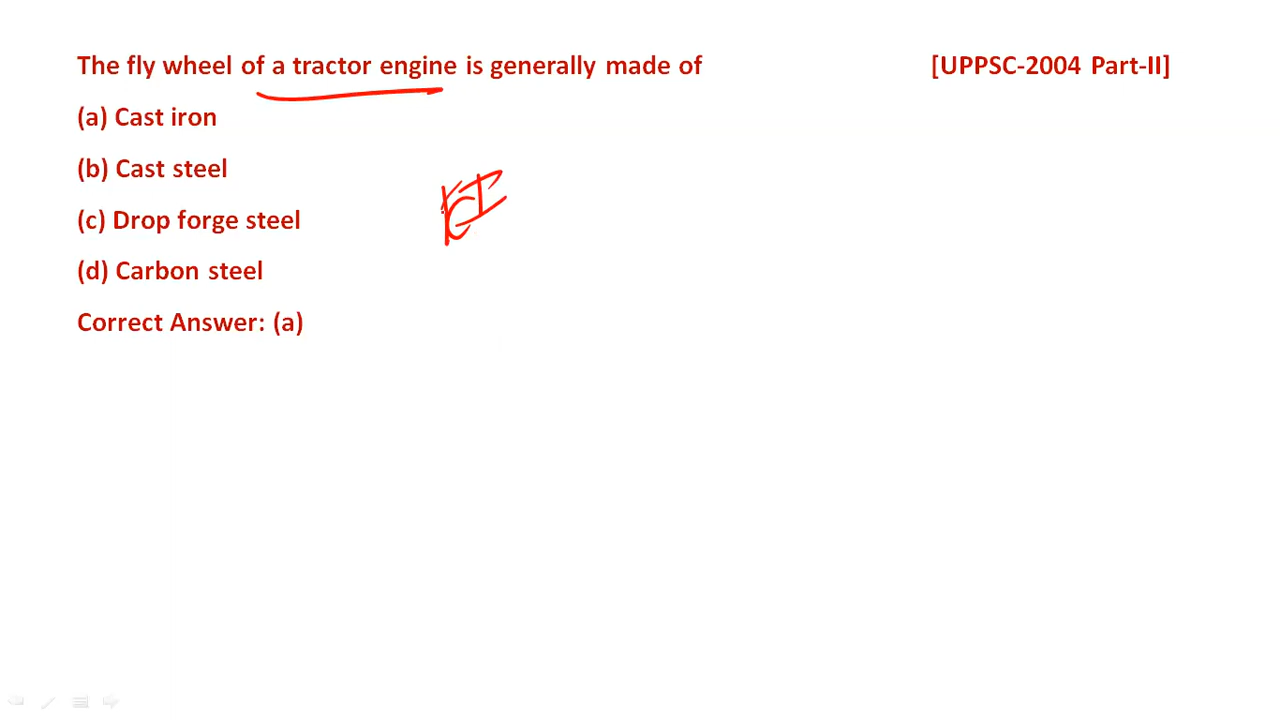 The fly wheel of a tractor engine is generally made of [UPPSC-2004 Part-II]
(a) Cast iron
(b) Cast steel
(c) Drop forge steel
(d) Carbon steel
Correct Answer: (a)